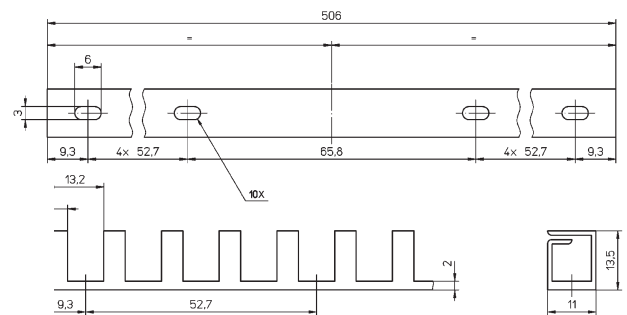 506
= =
6
3
9,3 4x 52,7 65,8 4x 52,7 9,3
10x
13,2
2
13,5
9,3 52,7 11